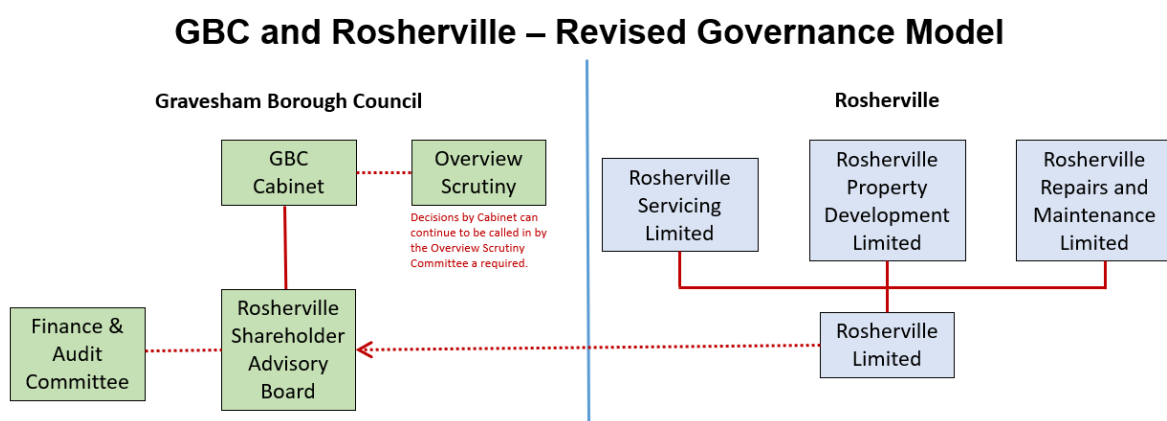 GBC and Rosherville – Revised Governance Model
Gravesham Borough Council
Rosherville
GBC
Cabinet
Overview
Scrutiny
Decisions by Cabinet can
continue to be called in by
the Overview Scrutiny
Committee a required.
Rosherville
Servicing
Limited
Rosherville
Property
Development
Limited
Rosherville
Repairs and
Maintenance
Limited
Finance &
Audit
Committee
Rosherville
Shareholder
Advisory
Board
Rosherville
Limited